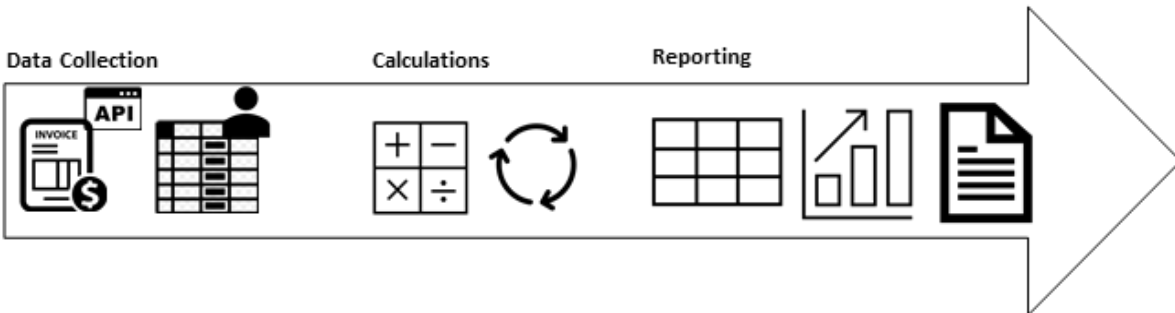 Data Collection
Calculations
Reporting
API
INVOICE
$
+ −
× ÷